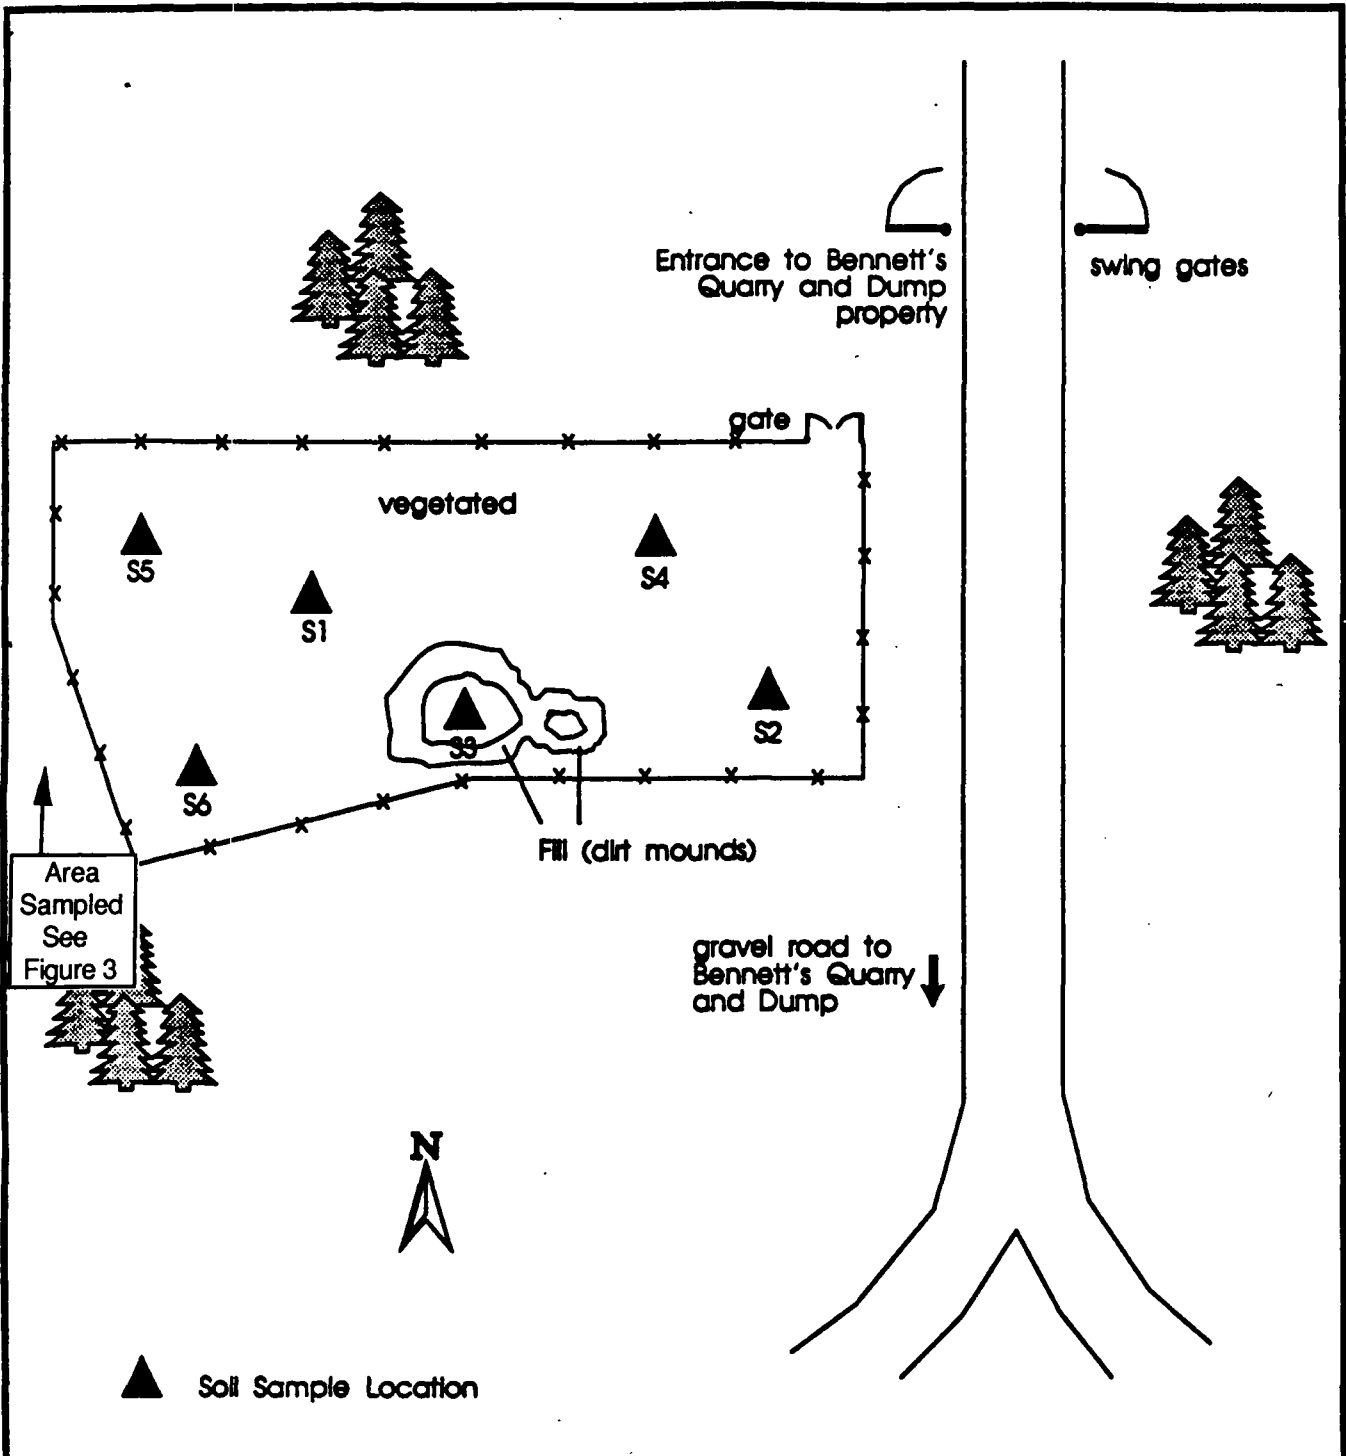 Entrance to Bennett's
Quarry and Dump
property
swing gates
gate
vegetated
S5
S4
S1
S2
S3
S6
Fill (dirt mounds)
Area
Sampled
See
Figure 3
gravel road to
Bennett's Quarry
and Dump
N
Soil Sample Location